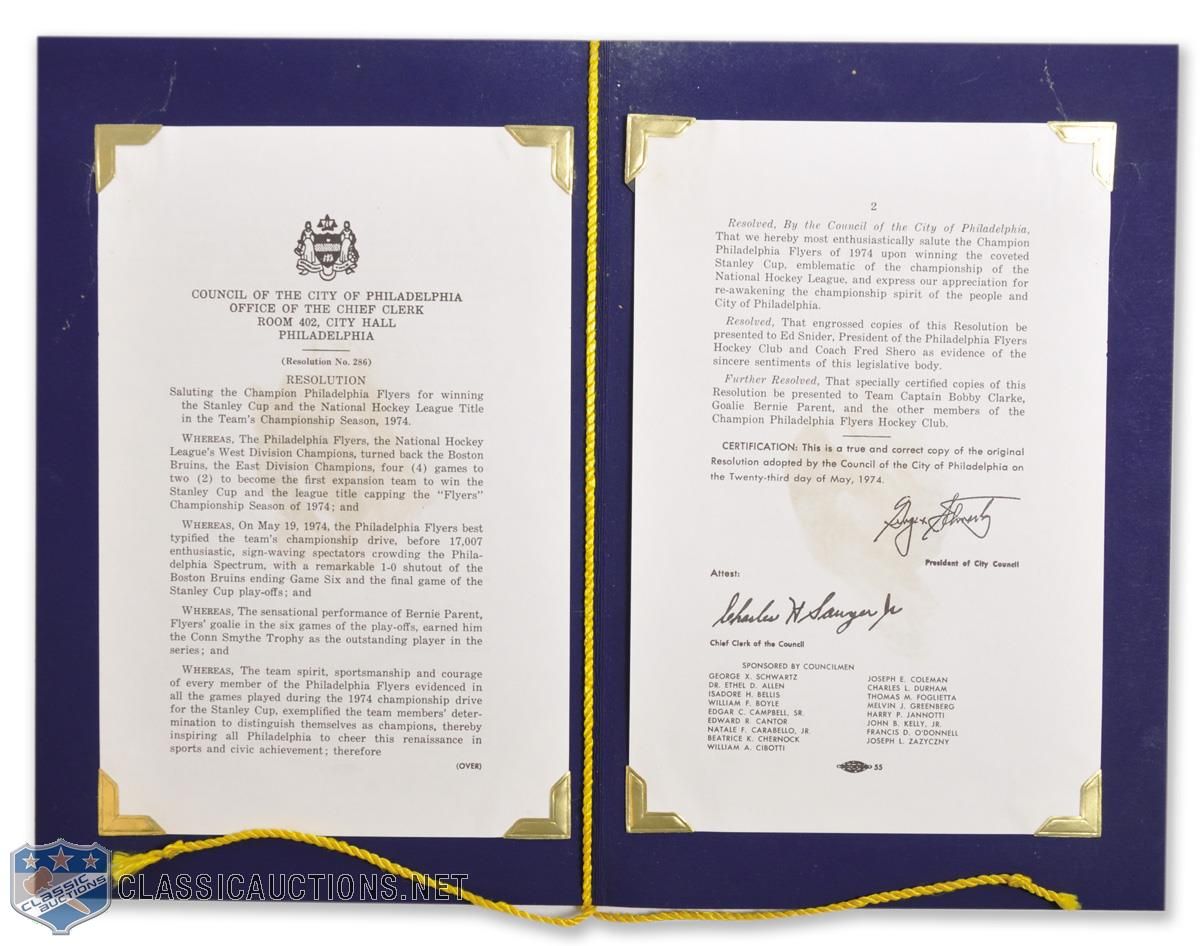 COUNCIL OF THE CITY OF PHILADELPHIA
OFFICE OF THE CHIEF CLERK
ROOM 402, CITY HALL
PHILADELPHIA
(Resolution No. 286)
RESOLUTION
Saluting the Champion Philadelphia Flyers for winning
the Stanley Cup and the National Hockey League Title
in the Team's Championship Season, 1974.
WHEREAS, The Philadelphia Flyers, the National Hockey
League's West Division Champions, turned back the Boston
Bruins, the East Division Champions, four (4) games to
two (2) to become the first expansion team to win the
Stanley Cup and the league title capping the "Flyers"
Championship Season of 1974; and
WHEREAS, On May 19, 1974, the Philadelphia Flyers best
typified the team's championship drive, before 17,007
enthusiastic, sign-waving spectators crowding the Phila-
delphia Spectrum, with a remarkable 1-0 shutout of the
Boston Bruins ending Game Six and the final game of the
Stanley Cup play-offs; and
WHEREAS, The sensational performance of Bernie Parent,
Flyers' goalie in the six games of the play-offs, earned him
the Conn Smythe Trophy as the outstanding player in the
series; and
WHEREAS, The team spirit, sportsmanship and courage
of every member of the Philadelphia Flyers evidenced in
all the games played during the 1974 championship drive
for the Stanley Cup, exemplified the team members' deter-
mination to distinguish themselves as champions, thereby
inspiring all Philadelphia to cheer this renaissance in
sports and civic achievement; therefore
(OVER)
2
Resolved, By the Council of the City of Philadelphia,
That we hereby most enthusiastically salute the Champion
Philadelphia Flyers of 1974 upon winning the coveted
Stanley Cup, emblematic of the championship of the
National Hockey League, and express our appreciation for
re-awakening the championship spirit of the people and
City of Philadelphia.
Resolved, That engrossed copies of this Resolution be
presented to Ed Snider, President of the Philadelphia Flyers
Hockey Club and Coach Fred Shero as evidence of the
sincere sentiments of this legislative body.
Further Resolved, That specially certified copies of this
Resolution be presented to Team Captain Bobby Clarke,
Goalie Bernie Parent, and the other members of the
Champion Philadelphia Flyers Hockey Club.
CERTIFICATION: This is a true and correct copy of the original
Resolution adopted by the Council of the City of Philadelphia on
the Twenty-third day of May, 1974.
George X. Schwartz
President of City Council
Attest:
Charles H Sawyer Jr
Chief Clerk of the Council
SPONSORED BY COUNCILMEN
GEORGE X. SCHWARTZ
DR. ETHEL D. ALLEN
ISADORE H. BELLIS
WILLIAM F. BOYLE
EDGAR C. CAMPBELL, SR.
EDWARD R. CANTOR
NATALE F. CARABELLO, JR.
BEATRICE K. CHERNOCK
WILLIAM A. CIBOTTI
JOSEPH E. COLEMAN
CHARLES L. DURHAM
THOMAS M. FOGLIETTA
MELVIN J. GREENBERG
HARRY P. JANNOTTI
JOHN B. KELLY, JR.
FRANCIS D. O'DONNELL
JOSEPH L. ZAZYCZNY
55
CLASSIC
AUCTIONS
CLASSICAUCTIONS.NET